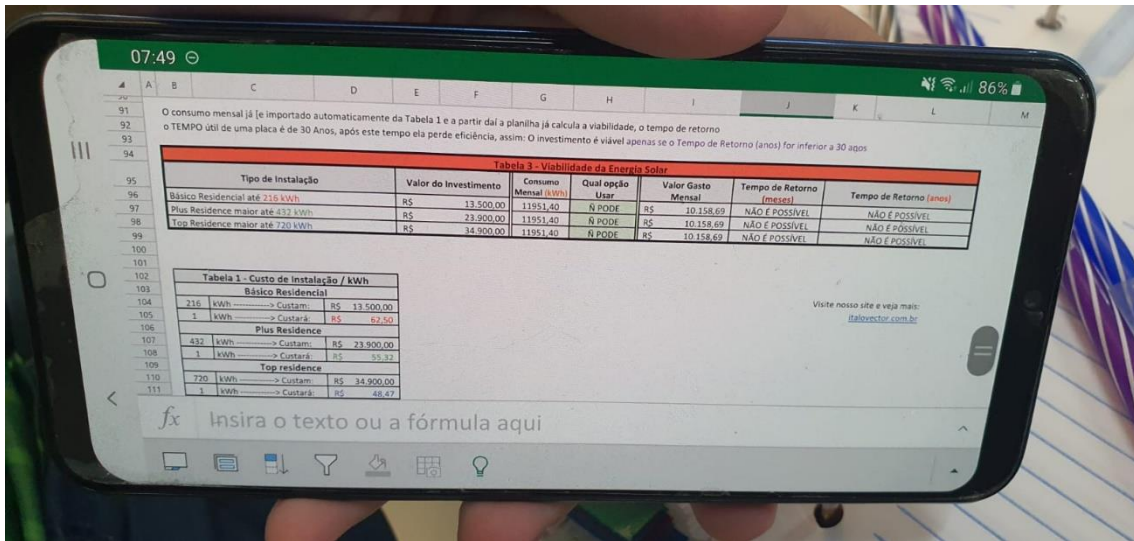 07:49
86%
A B C D E F G H I J K L M
91 O consumo mensal já [e importado automaticamente da Tabela 1 e a partir daí a planilha já calcula a viabilidade, o tempo de retorno
92 o TEMPO útil de uma placa é de 30 Anos, após este tempo ela perde eficiência, assim: O investimento é viável apenas se o Tempo de Retorno (anos) for inferior a 30 anos
93
94 Tabela 3 - Viabilidade da Energia Solar
95 Tipo de Instalação Valor do Investimento Consumo Mensal (kWh) Qual opção Usar Valor Gasto Mensal Tempo de Retorno (meses) Tempo de Retorno (anos)
96 Básico Residencial até 216 kWh R$ 13.500,00 11951,40 Ñ PODE R$ 10.158,69 NÃO É POSSÍVEL NÃO É POSSÍVEL
97 Plus Residence maior até 432 kWh R$ 23.900,00 11951,40 Ñ PODE R$ 10.158,69 NÃO É POSSÍVEL NÃO É POSSÍVEL
98 Top Residence maior até 720 kWh R$ 34.900,00 11951,40 Ñ PODE R$ 10.158,69 NÃO É POSSÍVEL NÃO É POSSÍVEL
99
100
101
102 Tabela 1 - Custo de Instalação / kWh
103 Básico Residencial
104 216 kWh ----------> Custam: R$ 13.500,00
105 1 kWh ----------> Custará: R$ 62,50
106 Plus Residence
107 432 kWh ----------> Custam: R$ 23.900,00
108 1 kWh ----------> Custará: R$ 55,32
109 Top residence
110 720 kWh ----------> Custam: R$ 34.900,00
111 1 kWh ----------> Custará: R$ 48,47
Visite nosso site e veja mais:
italovector.com.br
fx Insira o texto ou a fórmula aqui